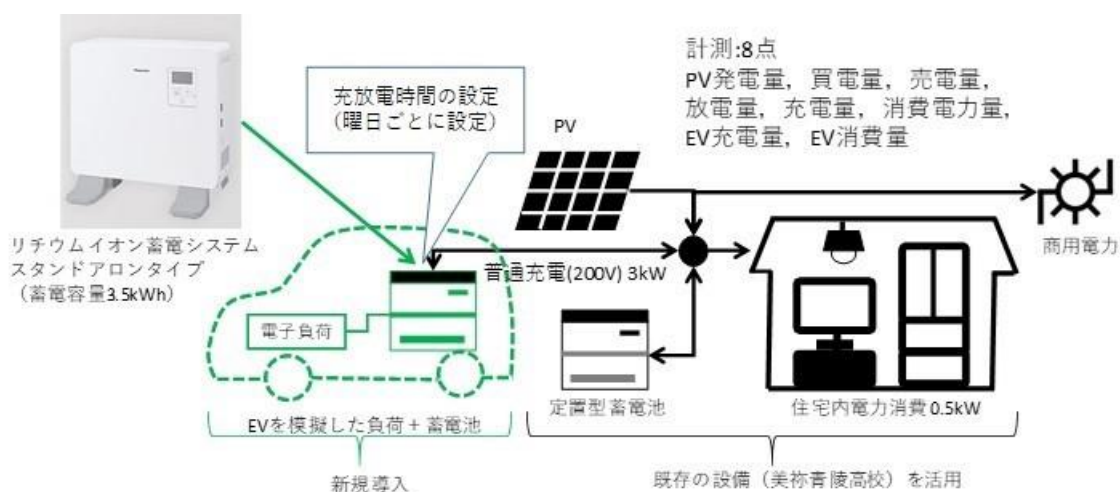 計測:8点
PV発電量，買電量，売電量，
放電量，充電量，消費電力量，
EV充電量，EV消費量
充放電時間の設定
（曜日ごとに設定）
PV
リチウムイオン蓄電システム
スタンドアロンタイプ
（蓄電容量3.5kWh）
普通充電(200V) 3kW
商用電力
電子負荷
定置型蓄電池
住宅内電力消費 0.5kW
EVを模擬した負荷＋蓄電池
新規導入
既存の設備（美祢青陵高校）を活用